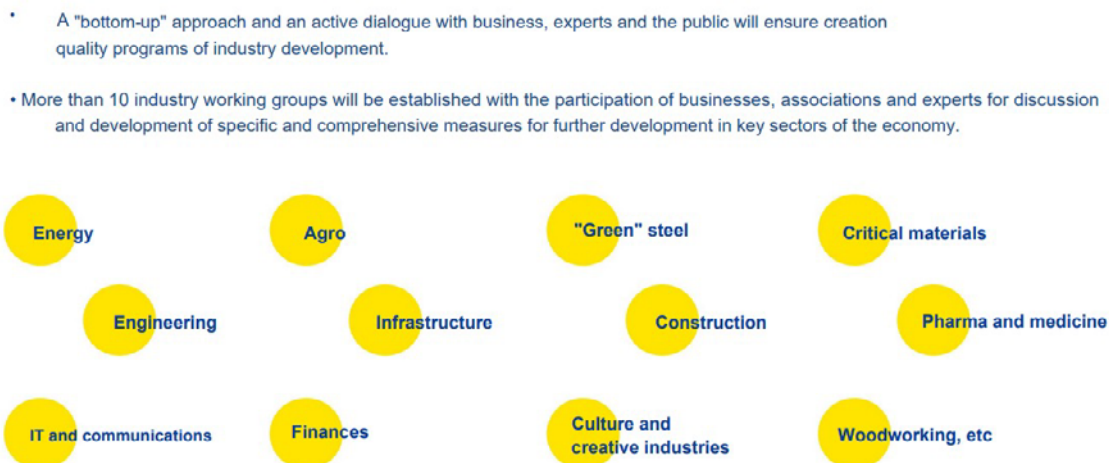 • A "bottom-up" approach and an active dialogue with business, experts and the public will ensure creation
quality programs of industry development.
• More than 10 industry working groups will be established with the participation of businesses, associations and experts for discussion
and development of specific and comprehensive measures for further development in key sectors of the economy.
Energy
Agro
"Green" steel
Critical materials
Engineering
Infrastructure
Construction
Pharma and medicine
IT and communications
Finances
Culture and
creative industries
Woodworking, etc